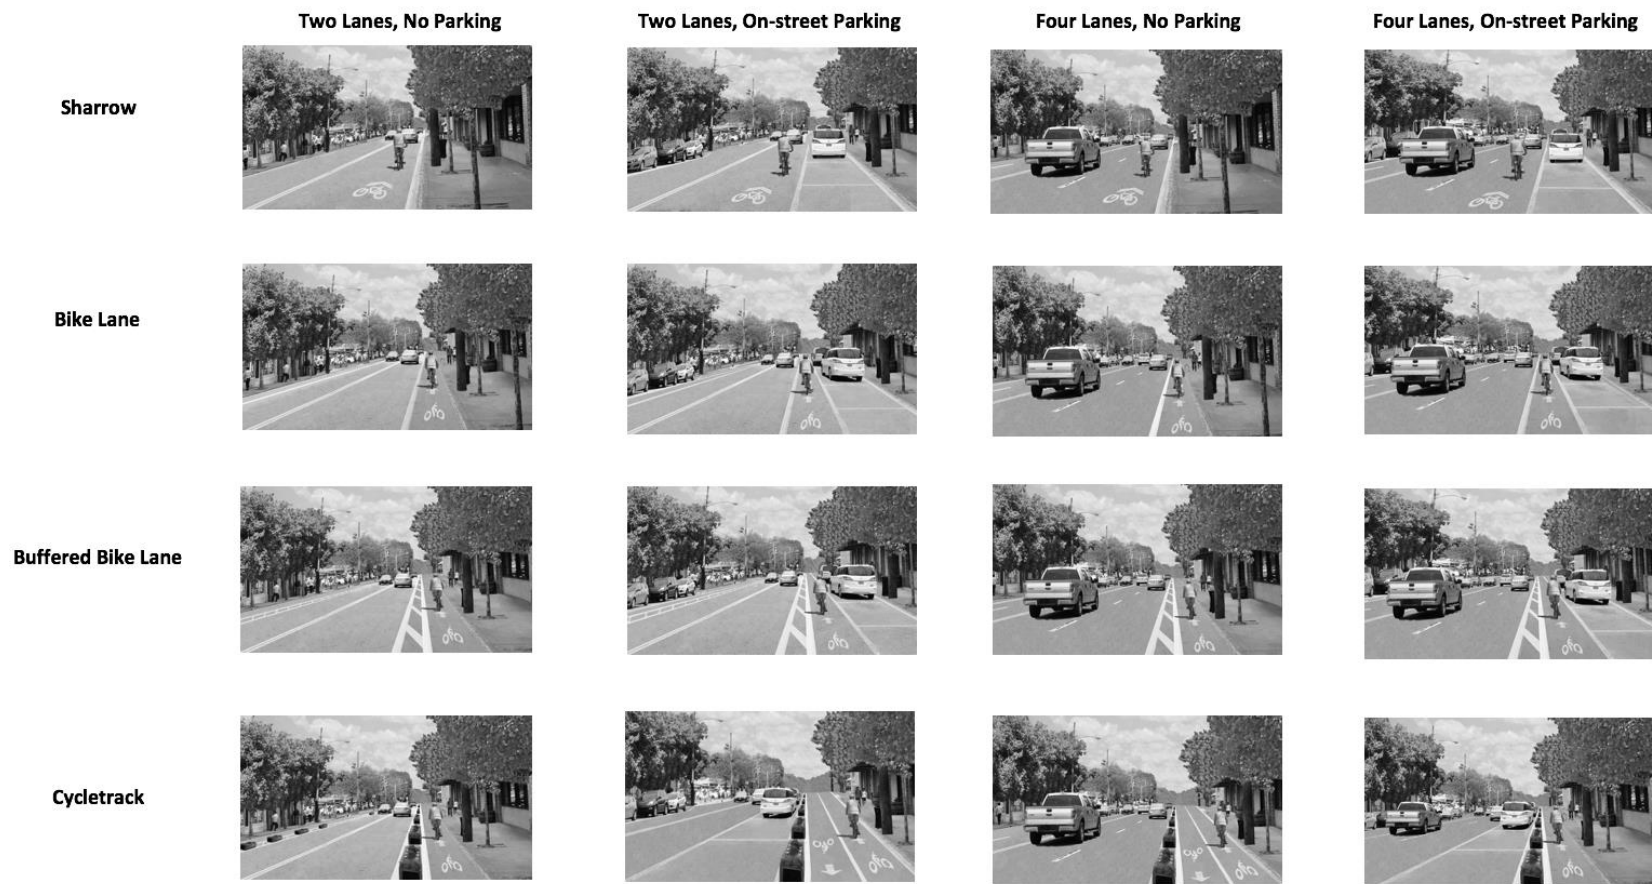 Two Lanes, No Parking
Two Lanes, On-street Parking
Four Lanes, No Parking
Four Lanes, On-street Parking
Sharrow
Bike Lane
Buffered Bike Lane
Cycletrack